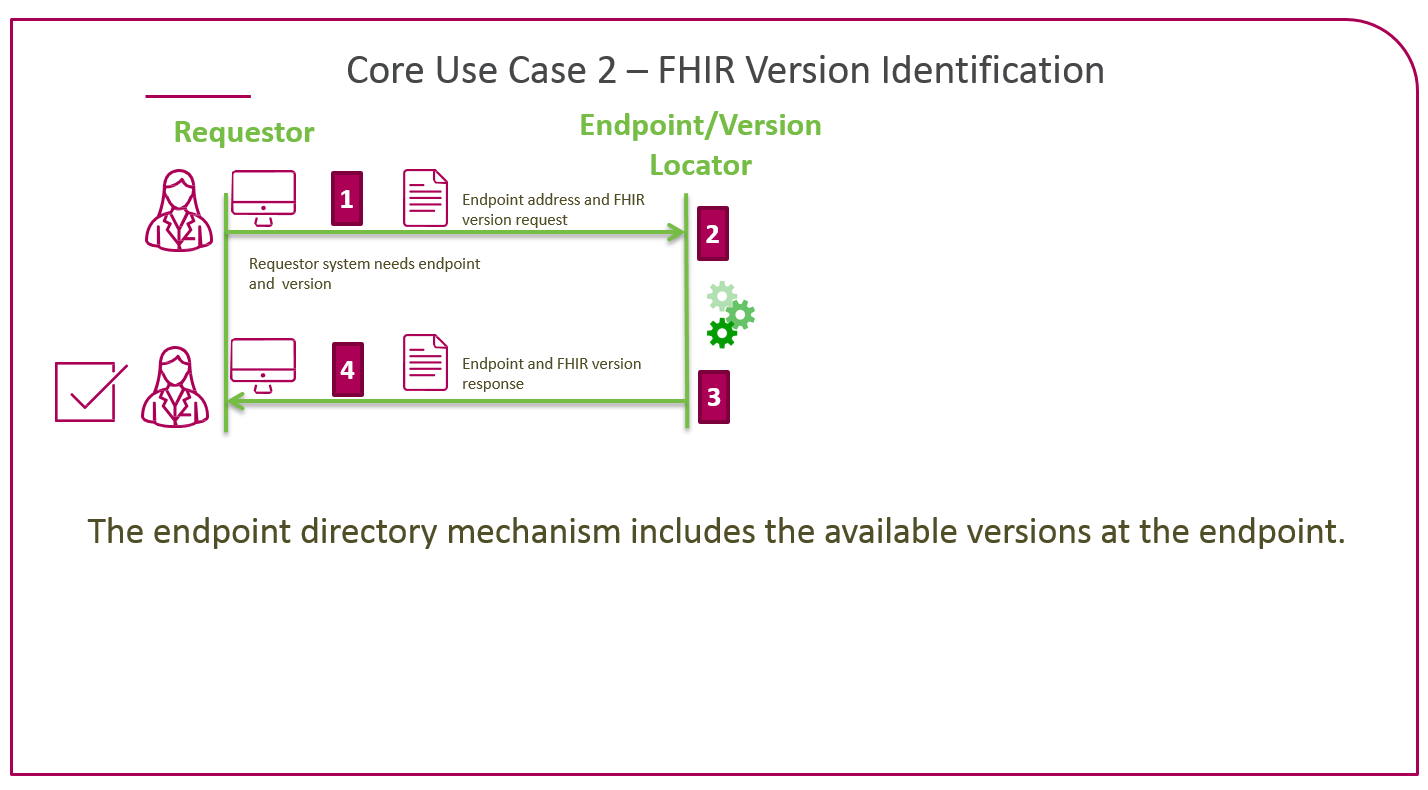 Core Use Case 2 – FHIR Version Identification
Requestor
Endpoint/Version
Locator
1
Endpoint address and FHIR
version request
2
Requestor system needs endpoint
and  version
4
Endpoint and FHIR version
response
3
The endpoint directory mechanism includes the available versions at the endpoint.